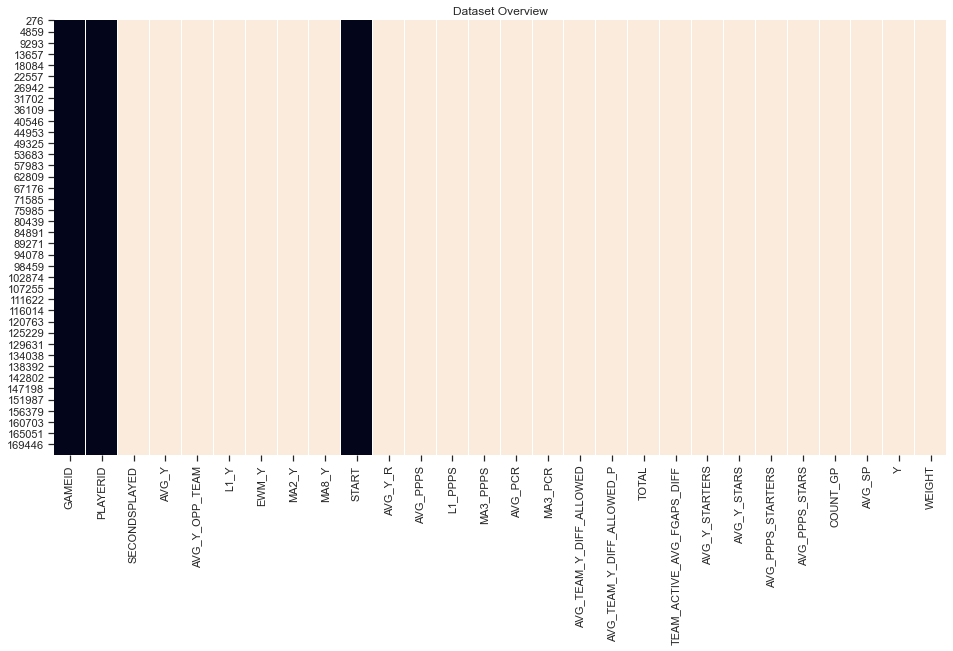 Dataset Overview
276
4859
9293
13657
18084
22557
26942
31702
36109
40546
44953
49325
53683
57983
62809
67176
71585
75985
80439
84891
89271
94078
98459
102874
107255
111622
116014
120763
125229
129631
134038
138392
142802
147198
151987
156379
160703
165051
169446
GAMEID
PLAYERID
SECONDSPLAYED
AVG_Y
AVG_Y_OPP_TEAM
L1_Y
EWM_Y
MA2_Y
MA8_Y
START
AVG_Y_R
AVG_PPPS
L1_PPPS
MA3_PPPS
AVG_PCR
MA3_PCR
AVG_TEAM_Y_DIFF_ALLOWED
AVG_TEAM_Y_DIFF_ALLOWED_P
TOTAL
TEAM_ACTIVE_AVG_FGAPS_DIFF
AVG_Y_STARTERS
AVG_Y_STARS
AVG_PPPS_STARTERS
AVG_PPPS_STARS
COUNT_GP
AVG_SP
Y
WEIGHT